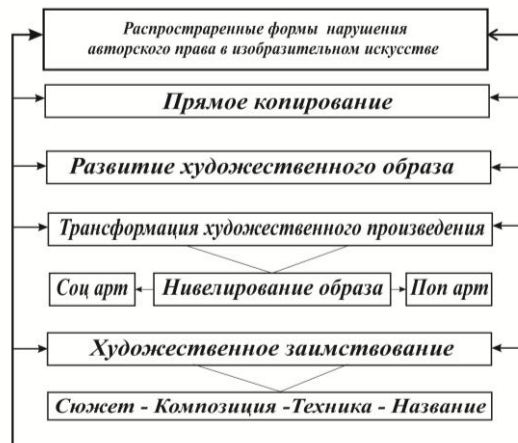 Распростраренные формы нарушения
авторского права в изобразительном искусстве
Прямое копирование
Развитие художественного образа
Трансформация художественного произведения
Соц арт Нивелирование образа Поп арт
Художественное заимствование
Сюжет - Композиция -Техника - Название